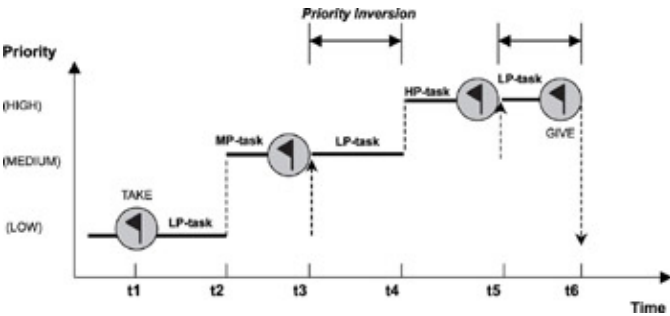 Priority Inversion
Priority
HP-task LP-task
(HIGH)
GIVE
MP-task LP-task
(MEDIUM)
TAKE
LP-task
(LOW)
t1 t2 t3 t4 t5 t6
Time